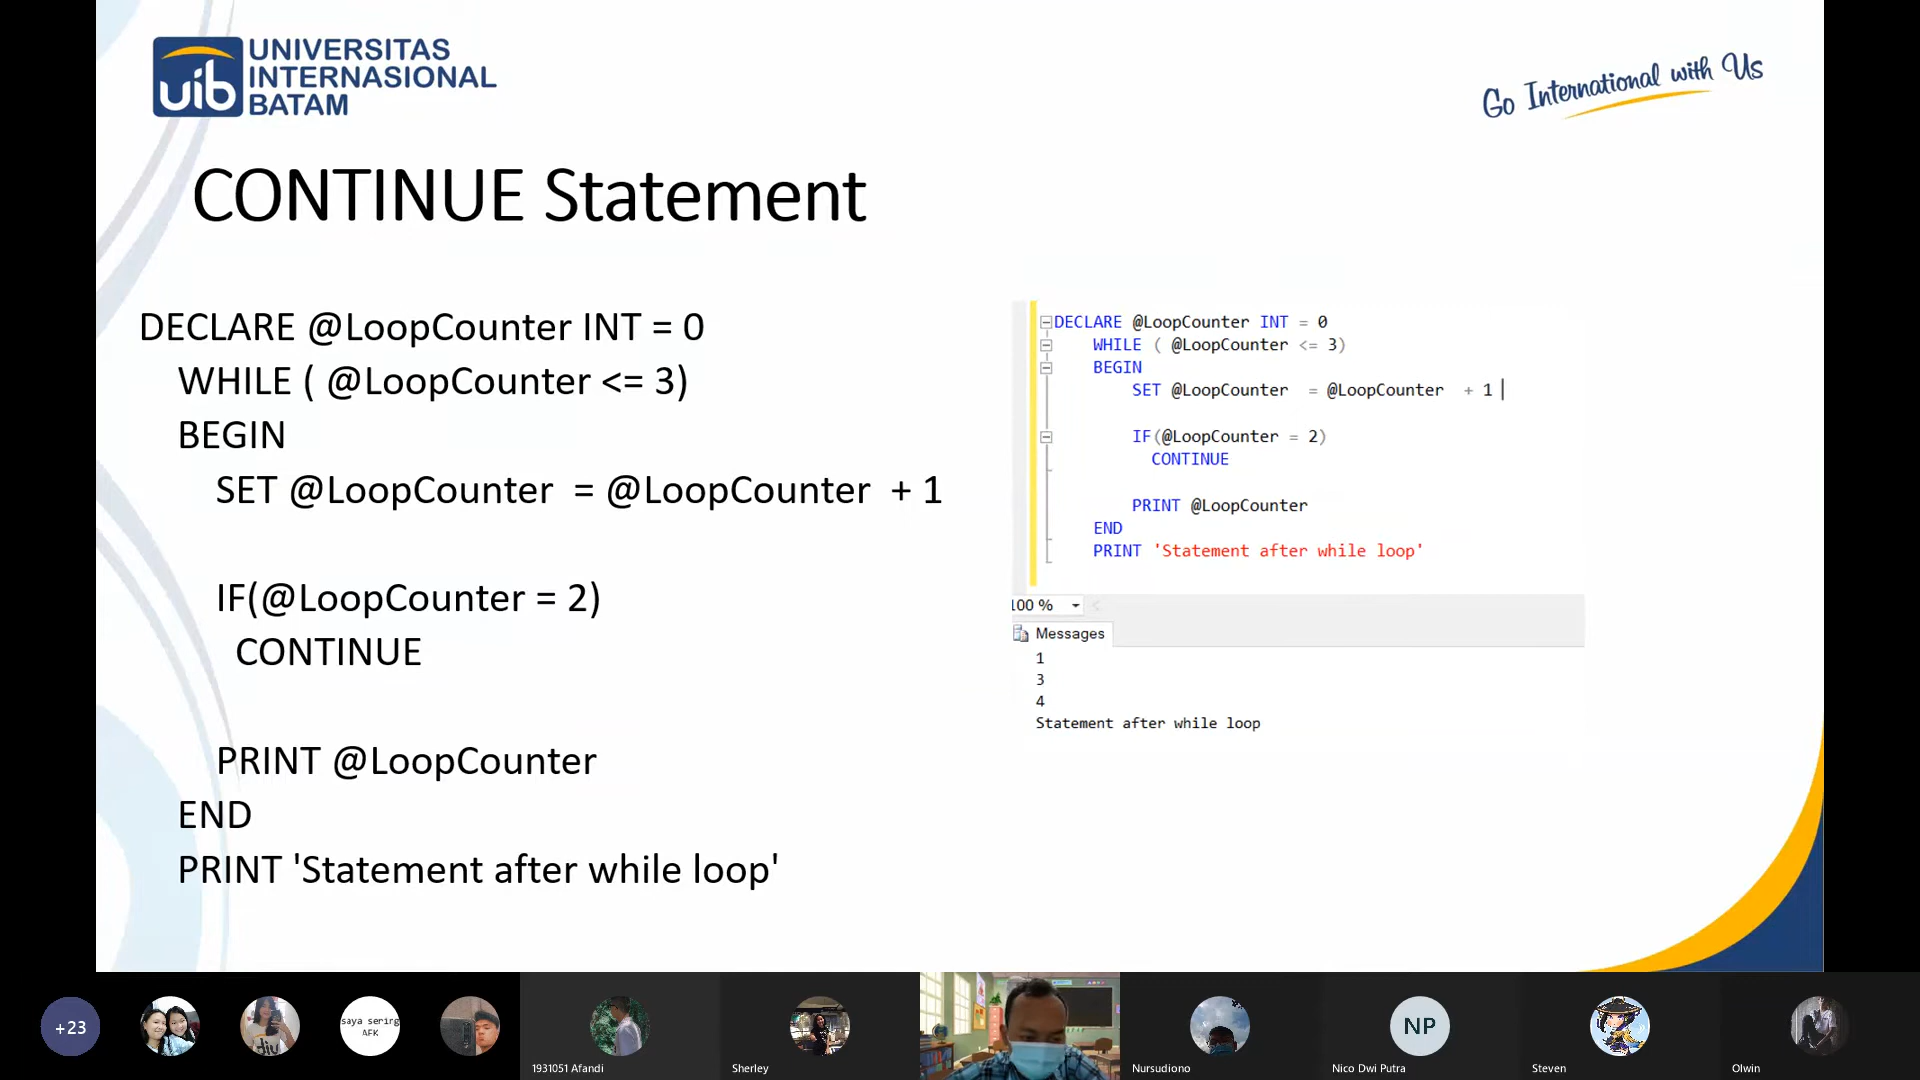 uib
UNIVERSITAS
INTERNASIONAL
BATAM
Go International with Us
CONTINUE Statement
DECLARE @LoopCounter INT = 0
WHILE ( @LoopCounter <= 3)
BEGIN
SET @LoopCounter  = @LoopCounter  + 1
IF(@LoopCounter = 2)
CONTINUE
PRINT @LoopCounter
END
PRINT 'Statement after while loop'
DECLARE @LoopCounter INT = 0
WHILE ( @LoopCounter <= 3)
BEGIN
SET @LoopCounter  = @LoopCounter  + 1
IF(@LoopCounter = 2)
CONTINUE
PRINT @LoopCounter
END
PRINT 'Statement after while loop'
100 %
Messages
1
3
4
Statement after while loop
+23
saya sering
AFK
NP
1931051 Afandi
Sherley
Nursudiono
Nico Dwi Putra
Steven
Olwin